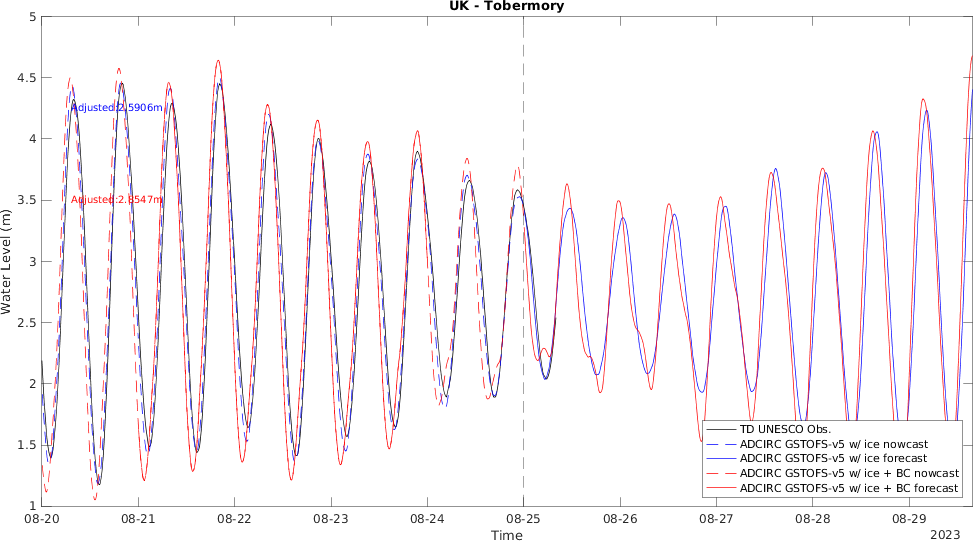 UK - Tobermory
5
4.5
4
3.5
3
2.5
2
1.5
1
Water Level (m)
Adjusted:2.5906m
Adjusted:2.8547m
TD UNESCO Obs.
ADCIRC GSTOFS-v5 w/ ice nowcast
ADCIRC GSTOFS-v5 w/ ice forecast
ADCIRC GSTOFS-v5 w/ ice + BC nowcast
ADCIRC GSTOFS-v5 w/ ice + BC forecast
08-20 08-21 08-22 08-23 08-24 08-25 08-26 08-27 08-28 08-29
Time
2023